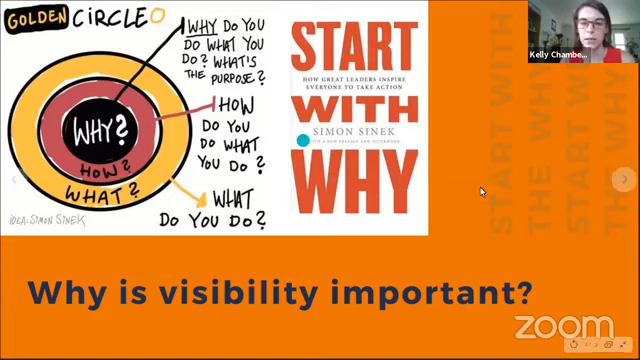 GOLDEN CIRCLE
WHY DO YOU
DO WHAT YOU
DO? WHAT'S
THE PURPOSE?
HOW
DO YOU
DO WHAT
YOU DO?
WHAT
DO YOU DO?
WHY?
HOW?
WHAT?
IDEA: SIMON SINEK
START
HOW GREAT LEADERS INSPIRE
EVERYONE TO TAKE ACTION
WITH
SIMON SINEK
WITH A NEW PREFACE AND AFTERWORD
WHY
START WITH
THE WHY
START WITH
THE WHY
Kelly Chambe...
Why is visibility important?
zoom